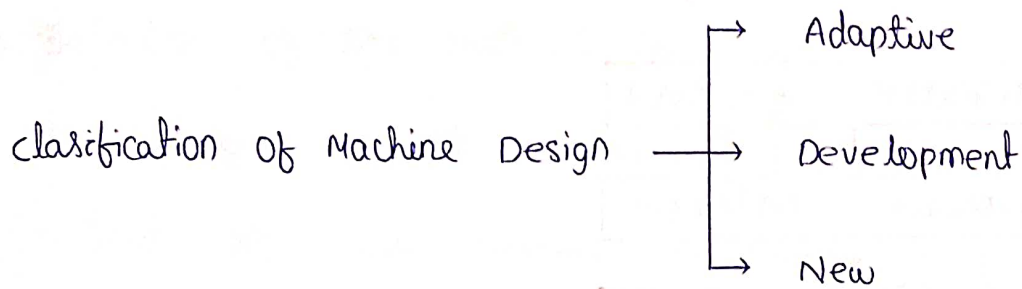 Adaptive
clasification Of Machine Design
Development
New